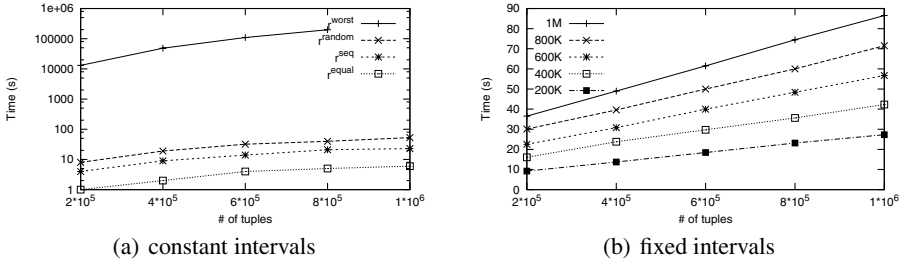 Time (s)
1e+06
100000
10000
1000
100
10
1
r^worst
r^random
r^seq
r^equal
2*10^5
4*10^5
6*10^5
8*10^5
1*10^6
# of tuples
(a) constant intervals
Time (s)
90
80
70
60
50
40
30
20
10
0
1M
800K
600K
400K
200K
2*10^5
4*10^5
6*10^5
8*10^5
1*10^6
# of tuples
(b) fixed intervals